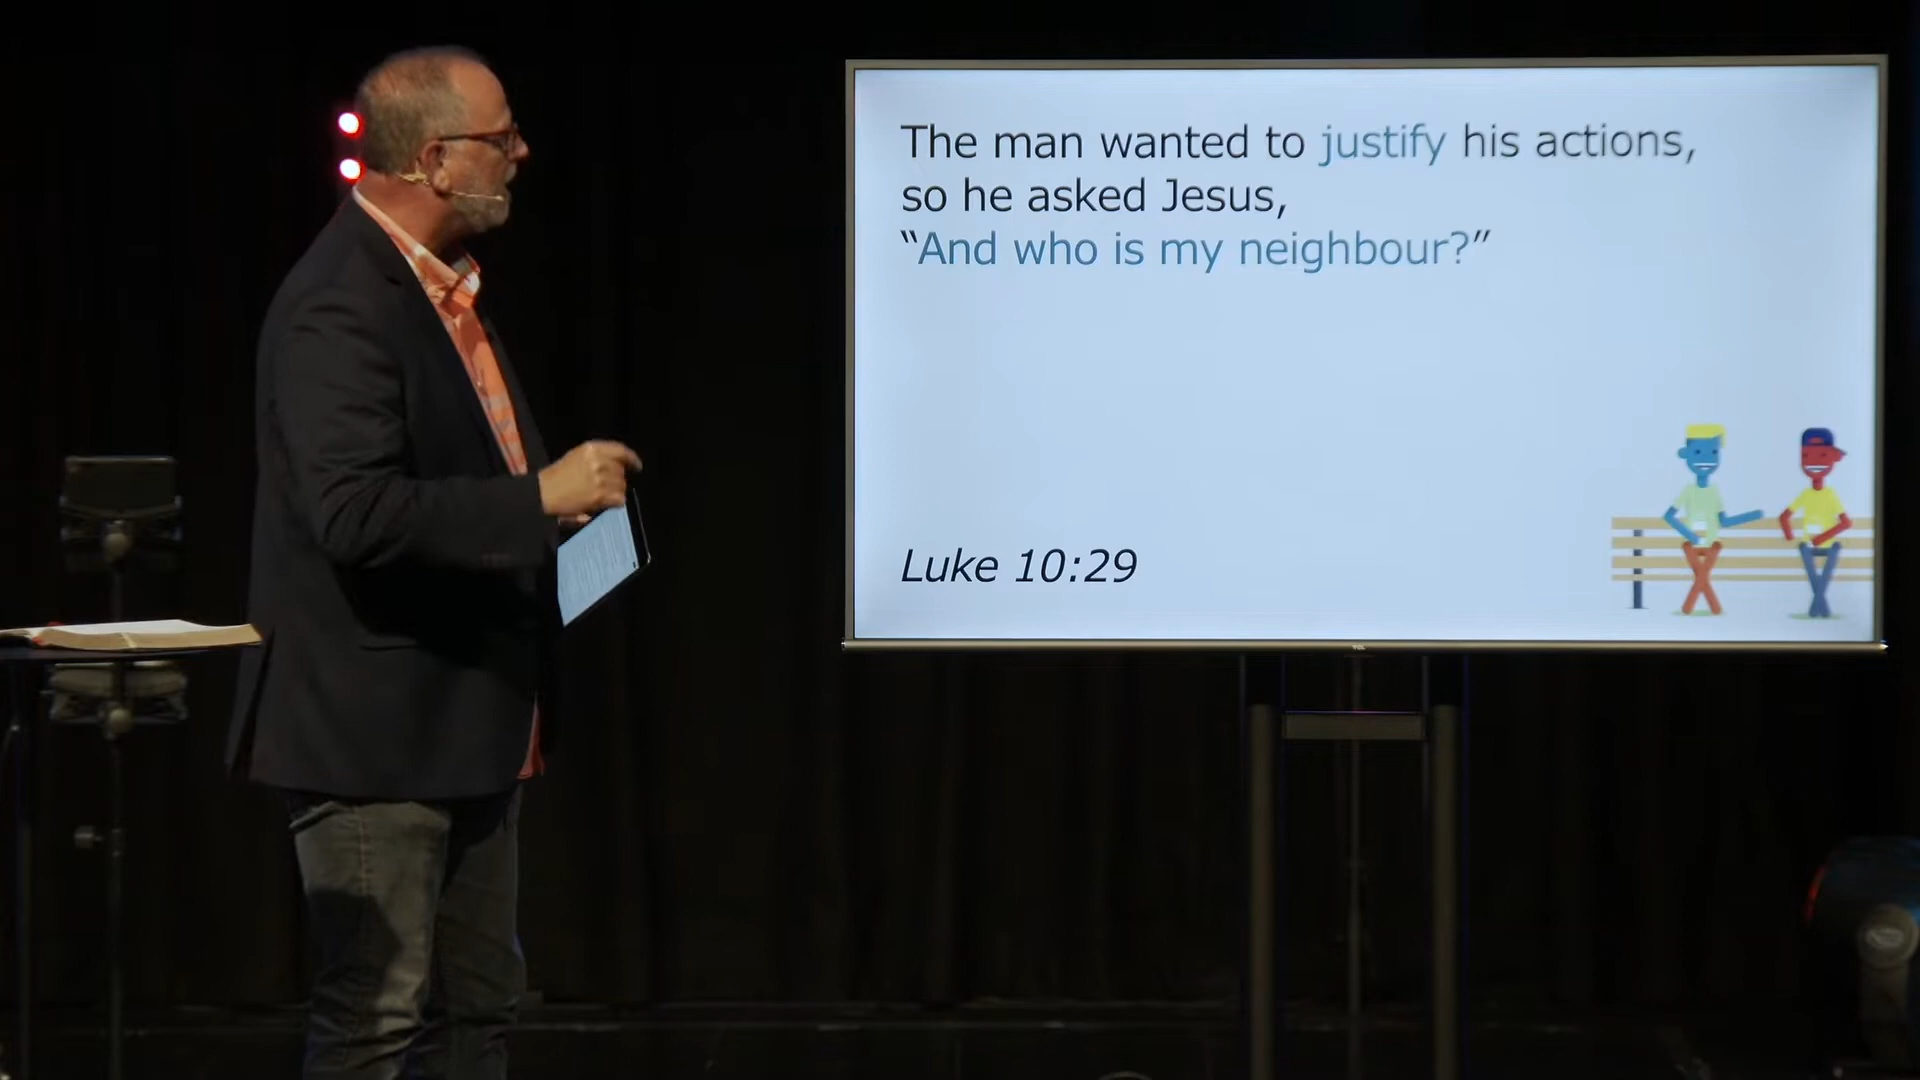 The man wanted to justify his actions,
so he asked Jesus,
“And who is my neighbour?”
Luke 10:29
TCL